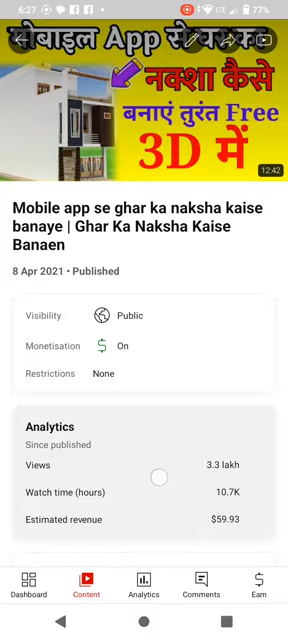 6:27 LTE 77%
मोबाइल App से घर का
नक्शा कैसे
बनाएं तुरंत Free
3D में
12:42
Mobile app se ghar ka naksha kaise
banaye | Ghar Ka Naksha Kaise
Banaen
8 Apr 2021 • Published
Visibility Public
Monetisation On
Restrictions None
Analytics
Since published
Views 3.3 lakh
Watch time (hours) 10.7K
Estimated revenue $59.93
Dashboard Content Analytics Comments Earn